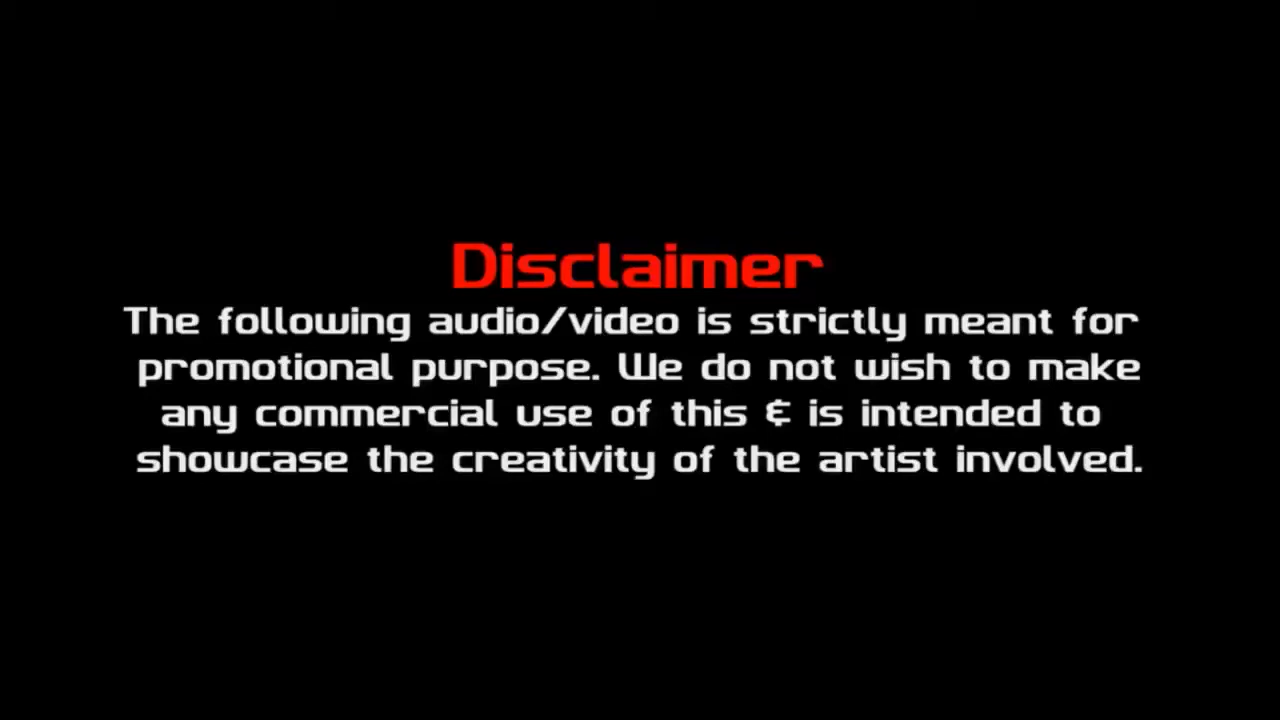 Disclaimer
The following audio/video is strictly meant for
promotional purpose. We do not wish to make
any commercial use of this & is intended to
showcase the creativity of the artist involved.